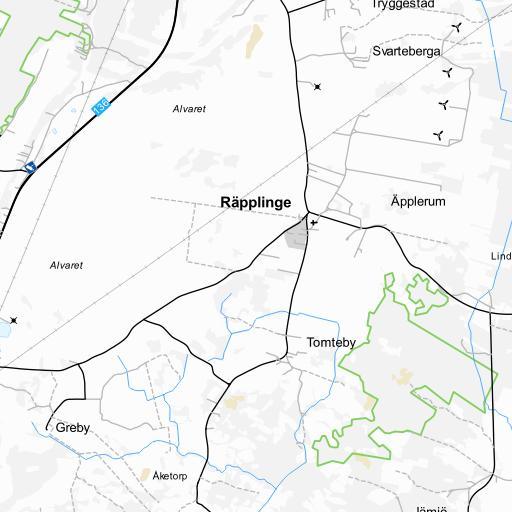 Tryggestad
Svarteberga
136
Alvaret
Räpplinge
Äpplerum
Lind
Alvaret
Tomteby
Greby
Åketorp
Jämjö